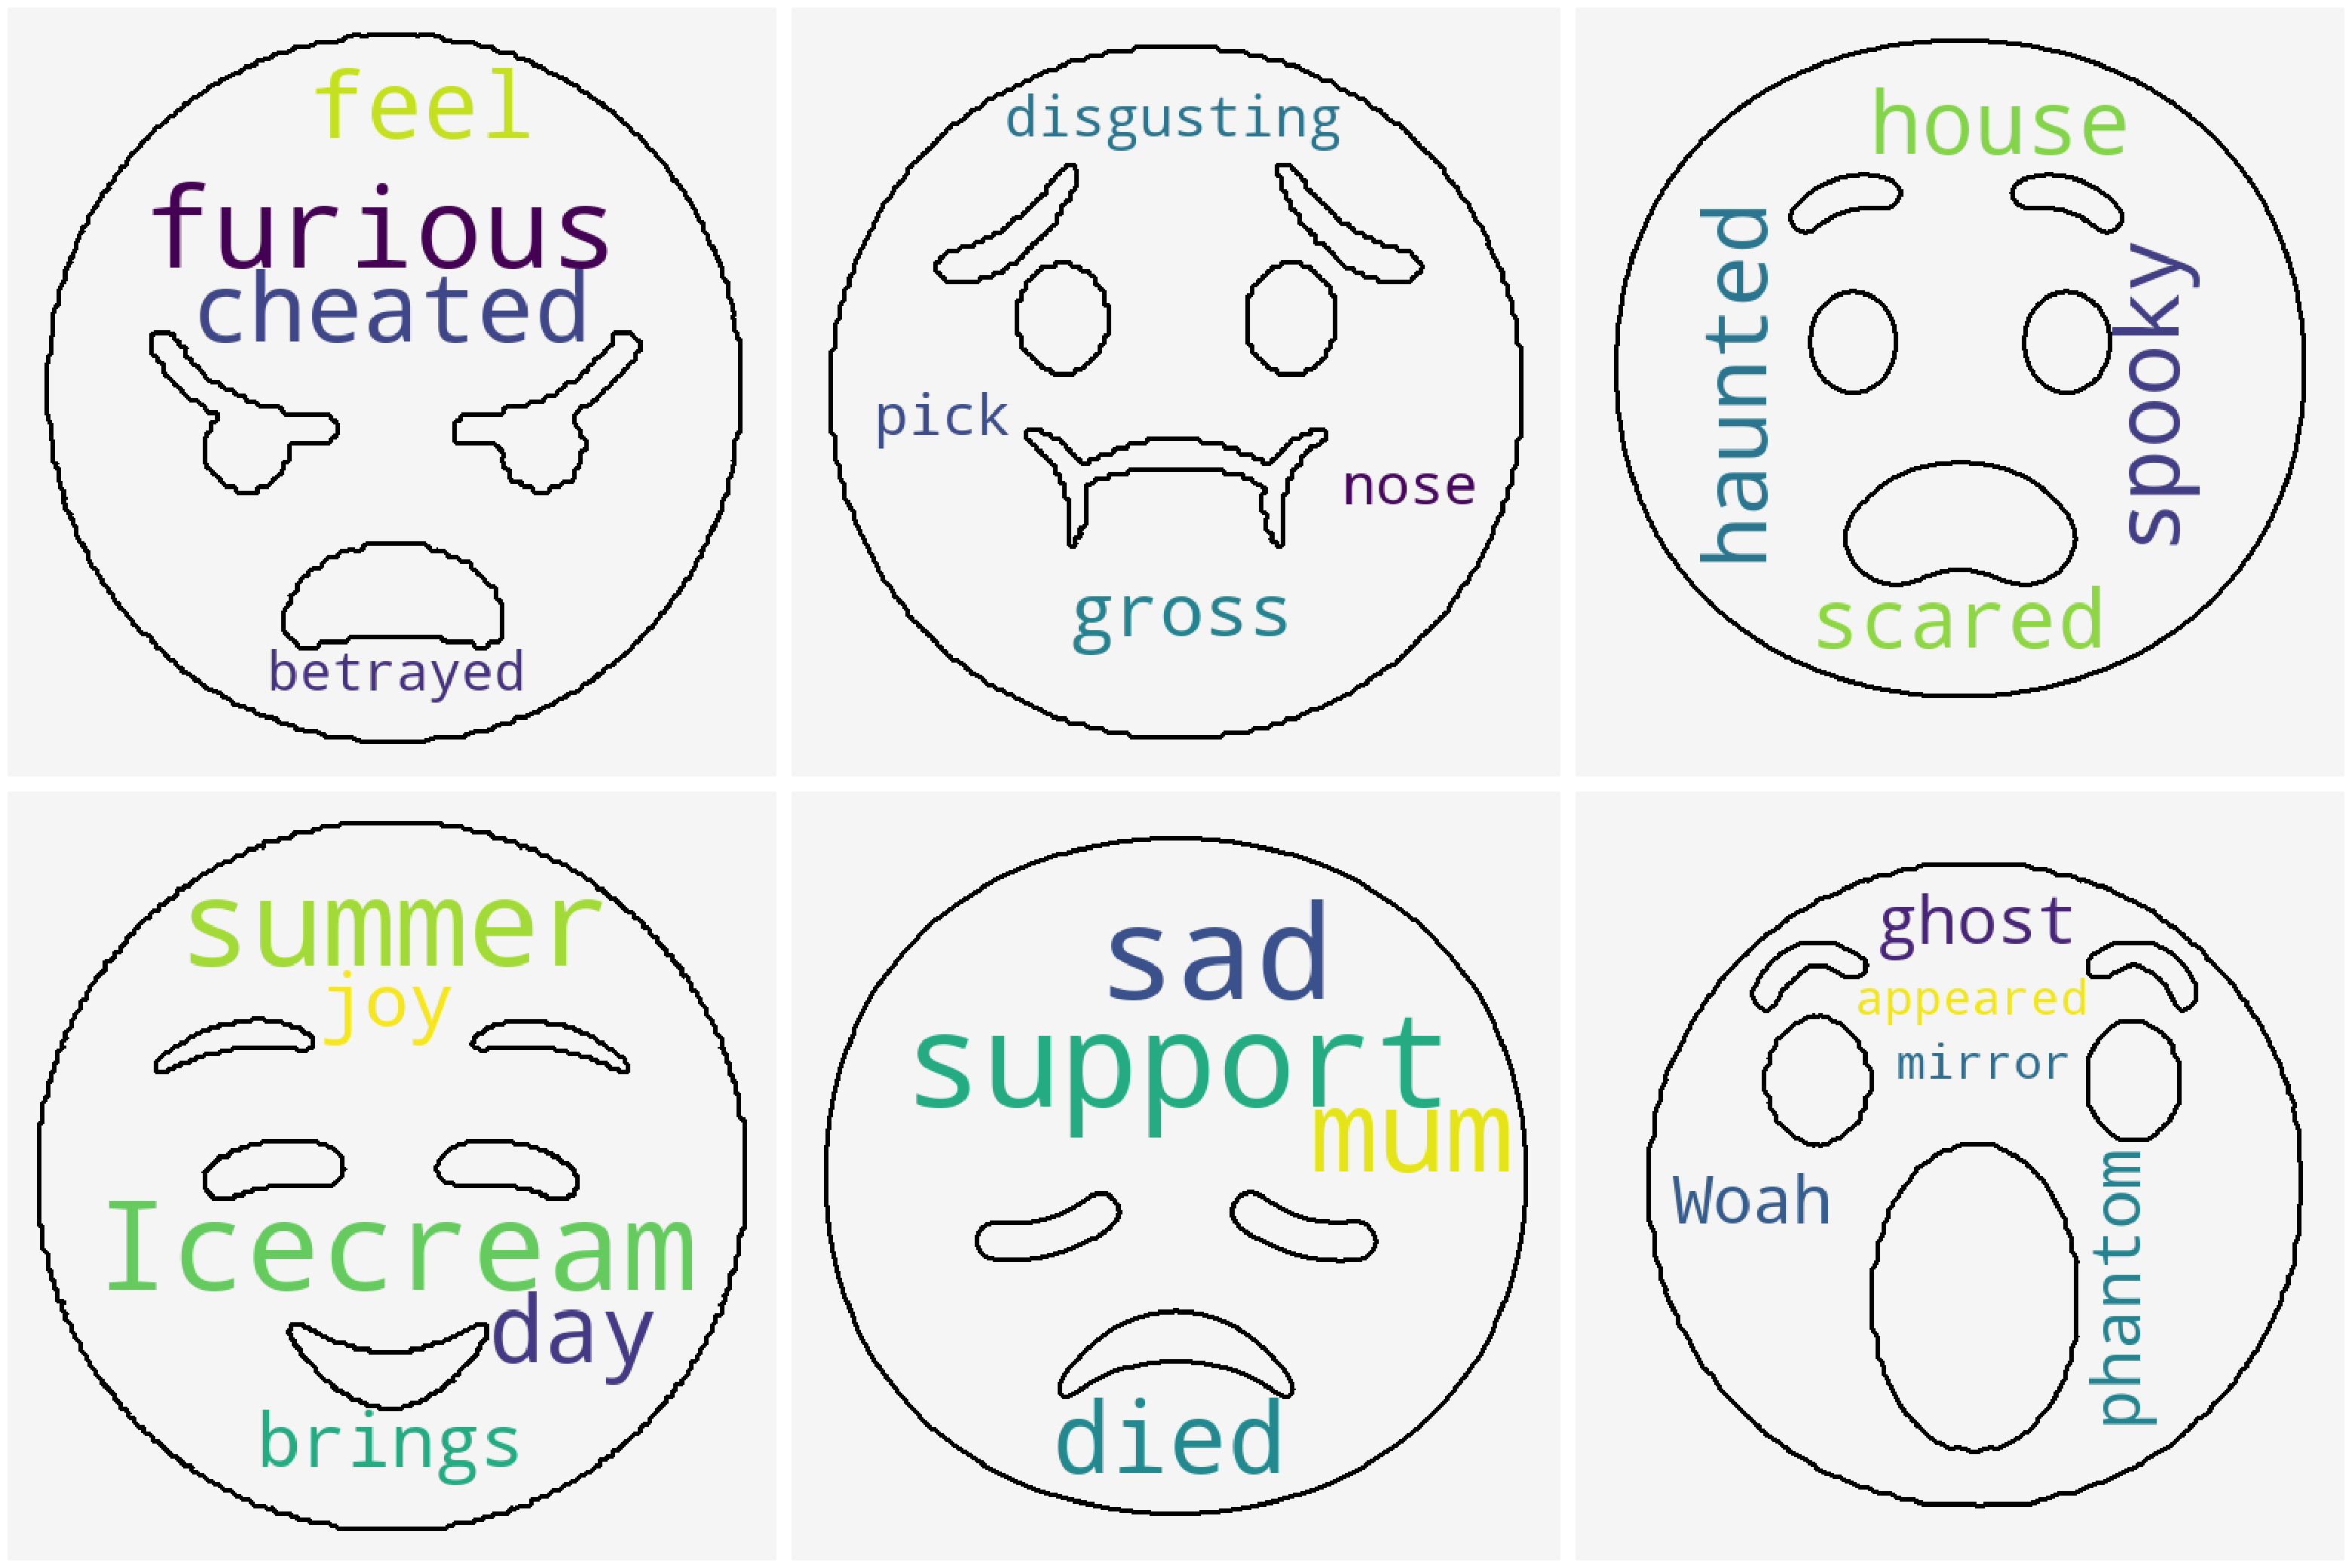 feel
furious
cheated
betrayed
disgusting
pick
nose
gross
house
haunted
spooky
scared
summer
joy
Icecream
day
brings
sad
support
mum
died
ghost
appeared
mirror
Woah
phantom